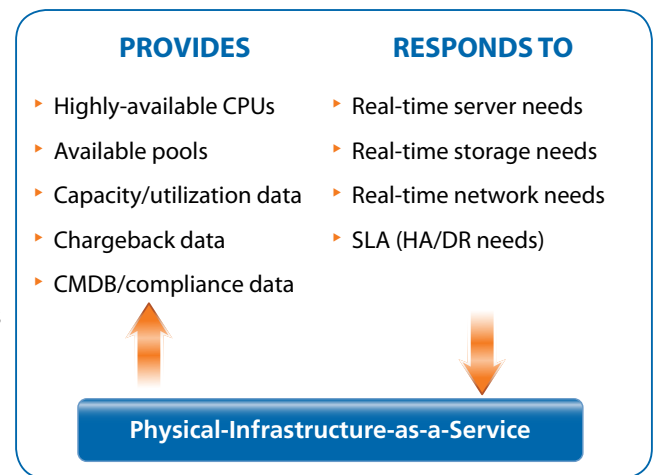 PROVIDES
▸ Highly-available CPUs
▸ Available pools
▸ Capacity/utilization data
▸ Chargeback data
▸ CMDB/compliance data
RESPONDS TO
▸ Real-time server needs
▸ Real-time storage needs
▸ Real-time network needs
▸ SLA (HA/DR needs)
Physical-Infrastructure-as-a-Service